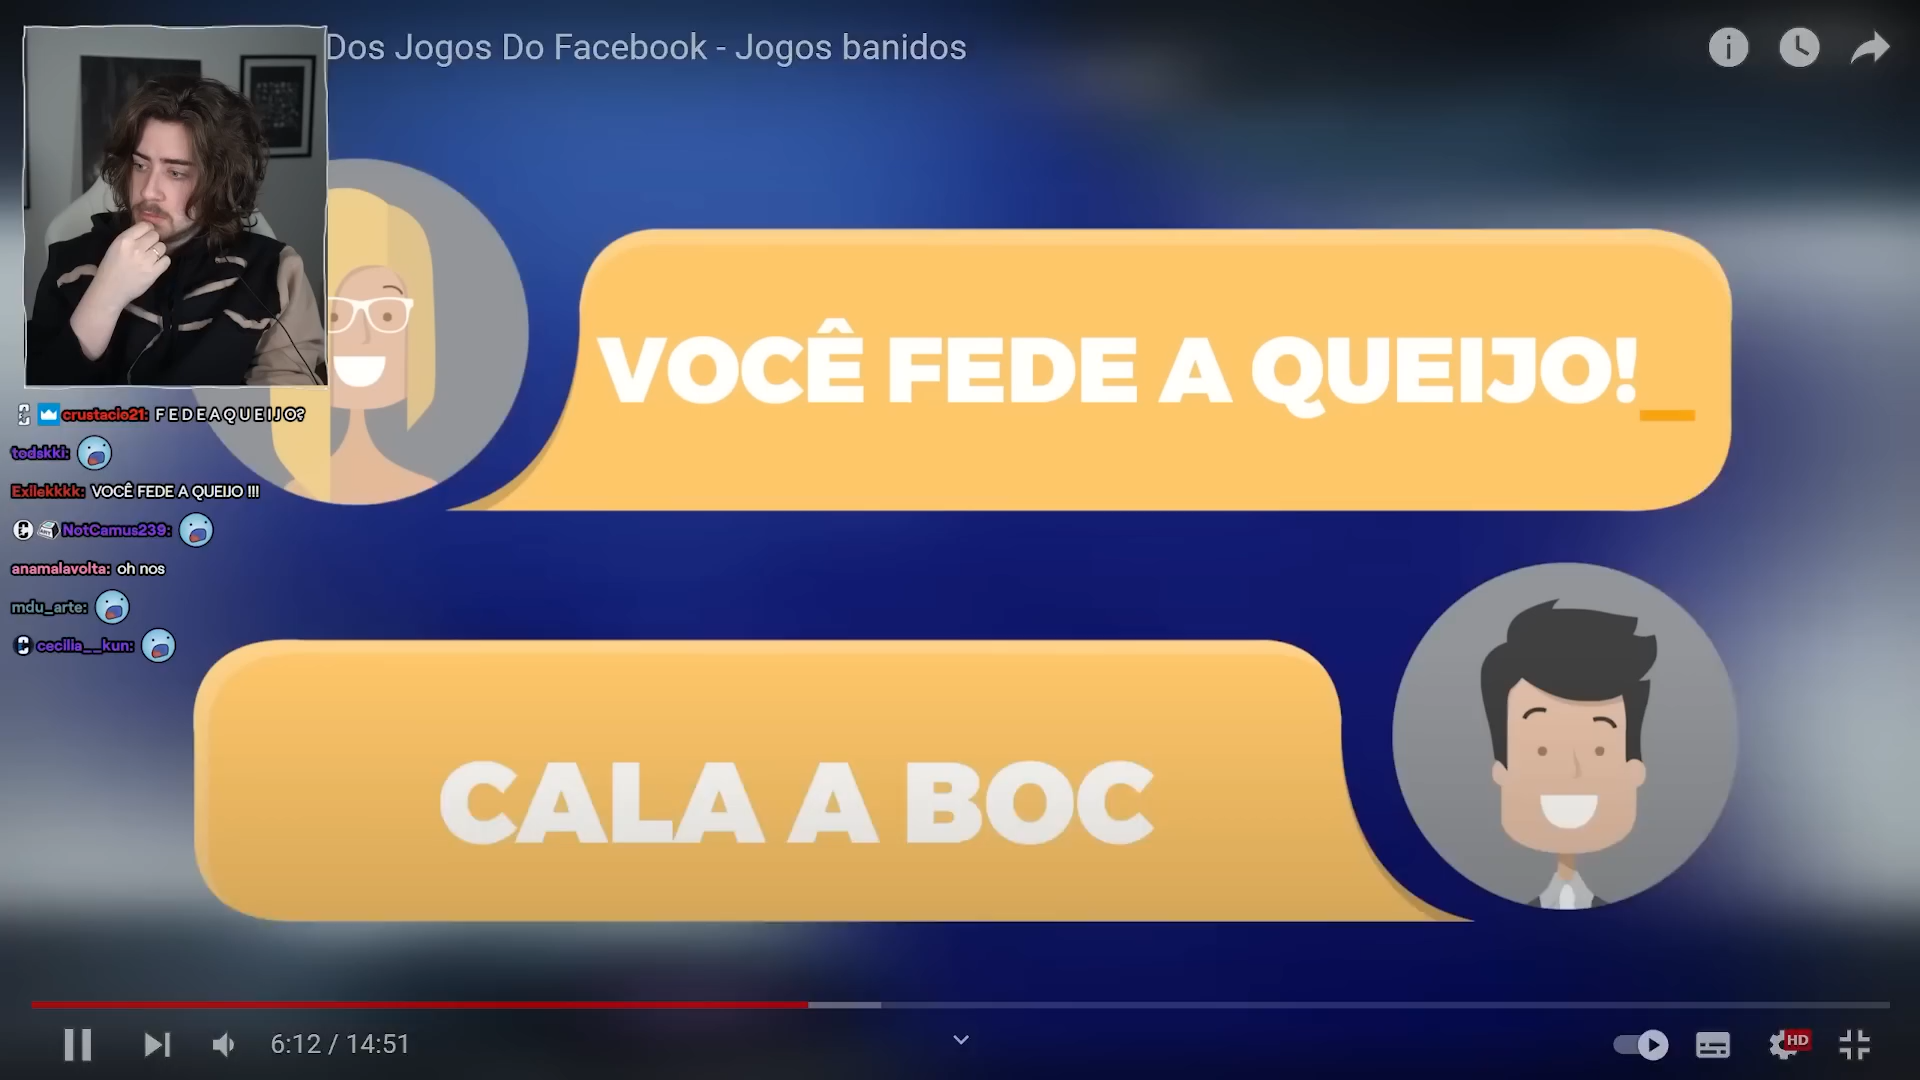 Dos Jogos Do Facebook - Jogos banidos
VOCÊ FEDE A QUEIJO!_
crustacio21: F E D E A Q U E I J O ?
todskki:
Exilekkkk: VOCÊ FEDE A QUEIJO !!!
NotCamus239:
anamalavolta: oh nos
mdu_arte:
cecilia__kun:
CALA A BOC
6:12 / 14:51
HD